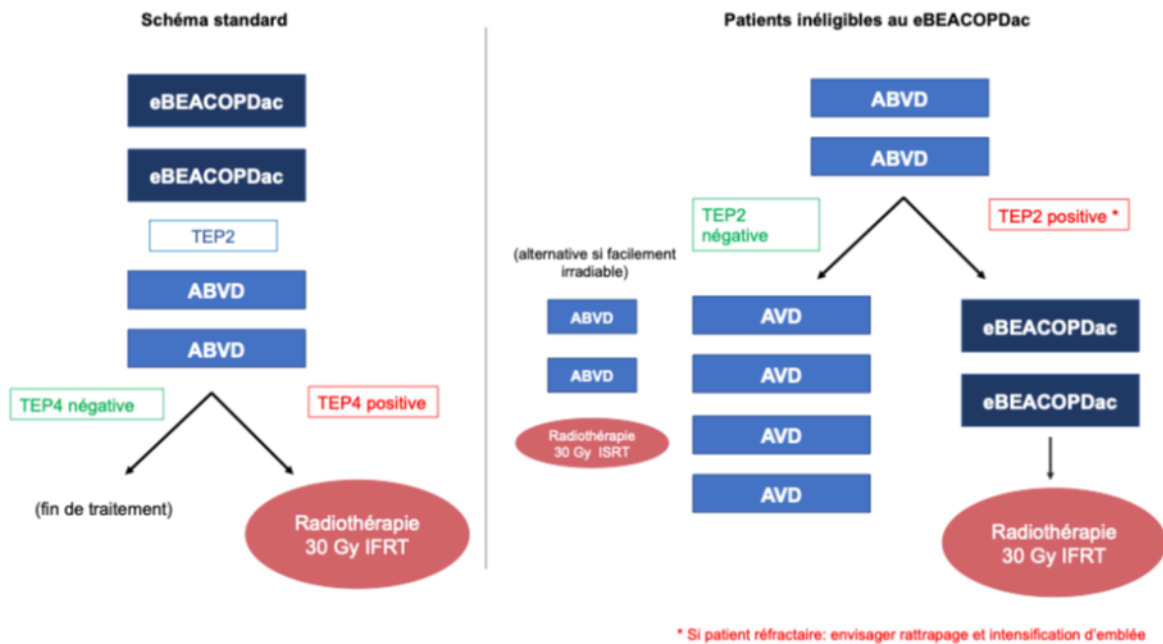 Schéma standard
eBEACOPDac
eBEACOPDac
TEP2
ABVD
ABVD
TEP4 négative
TEP4 positive
(fin de traitement)
Radiothérapie
30 Gy IFRT
Patients inéligibles au eBEACOPDac
ABVD
ABVD
TEP2
négative
TEP2 positive *
(alternative si facilement
irradiable)
ABVD
ABVD
Radiothérapie
30 Gy ISRT
AVD
AVD
AVD
AVD
eBEACOPDac
eBEACOPDac
Radiothérapie
30 Gy IFRT
* Si patient réfractaire: envisager rattrapage et intensification d'emblée